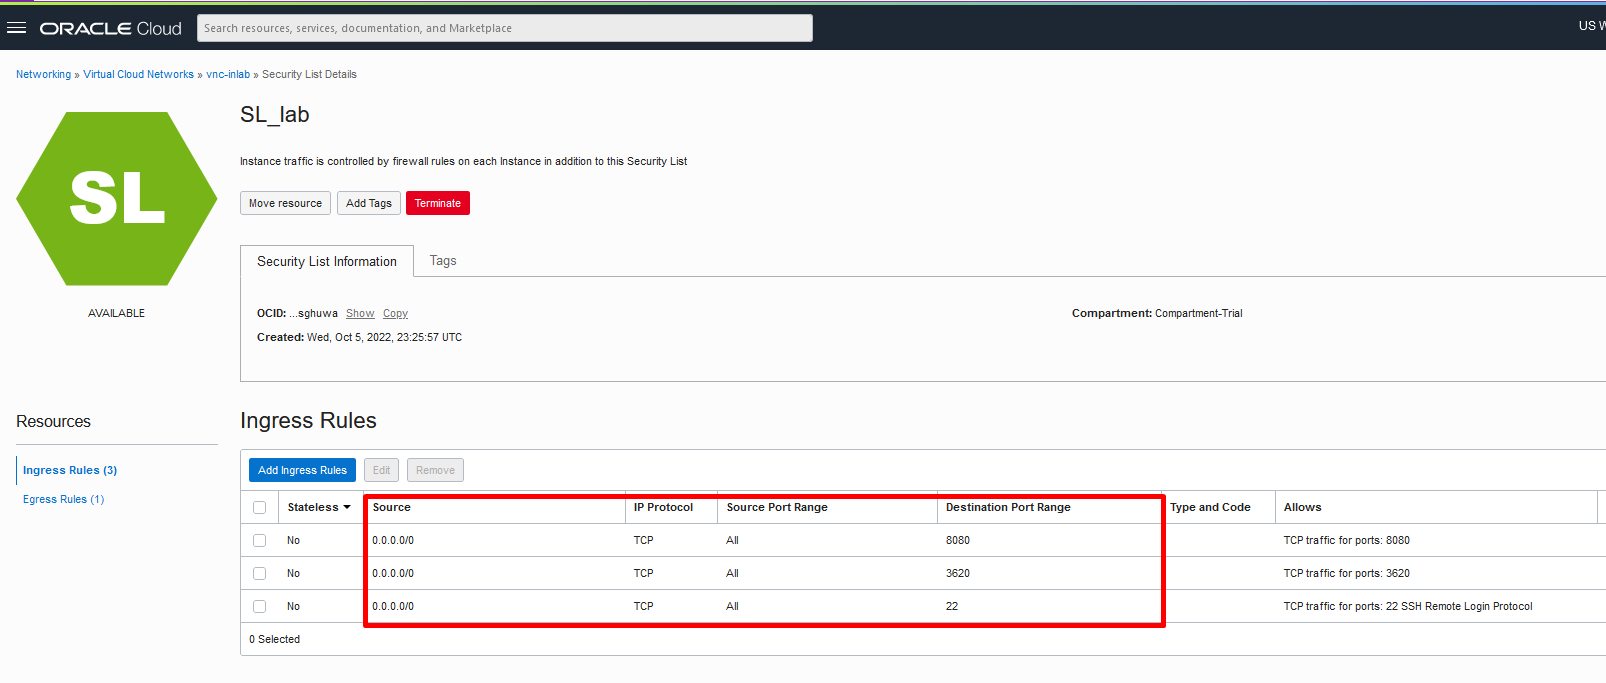 ORACLE Cloud Search resources, services, documentation, and Marketplace US W
Networking » Virtual Cloud Networks » vnc-inlab » Security List Details
SL
AVAILABLE
SL_lab
Instance traffic is controlled by firewall rules on each Instance in addition to this Security List
Move resource Add Tags Terminate
Security List Information Tags
OCID: ...sghuwa Show Copy Compartment: Compartment-Trial
Created: Wed, Oct 5, 2022, 23:25:57 UTC
Resources
Ingress Rules (3)
Egress Rules (1)
Ingress Rules
Add Ingress Rules Edit Remove
Stateless Source IP Protocol Source Port Range Destination Port Range Type and Code Allows
No 0.0.0.0/0 TCP All 8080 TCP traffic for ports: 8080
No 0.0.0.0/0 TCP All 3620 TCP traffic for ports: 3620
No 0.0.0.0/0 TCP All 22 TCP traffic for ports: 22 SSH Remote Login Protocol
0 Selected